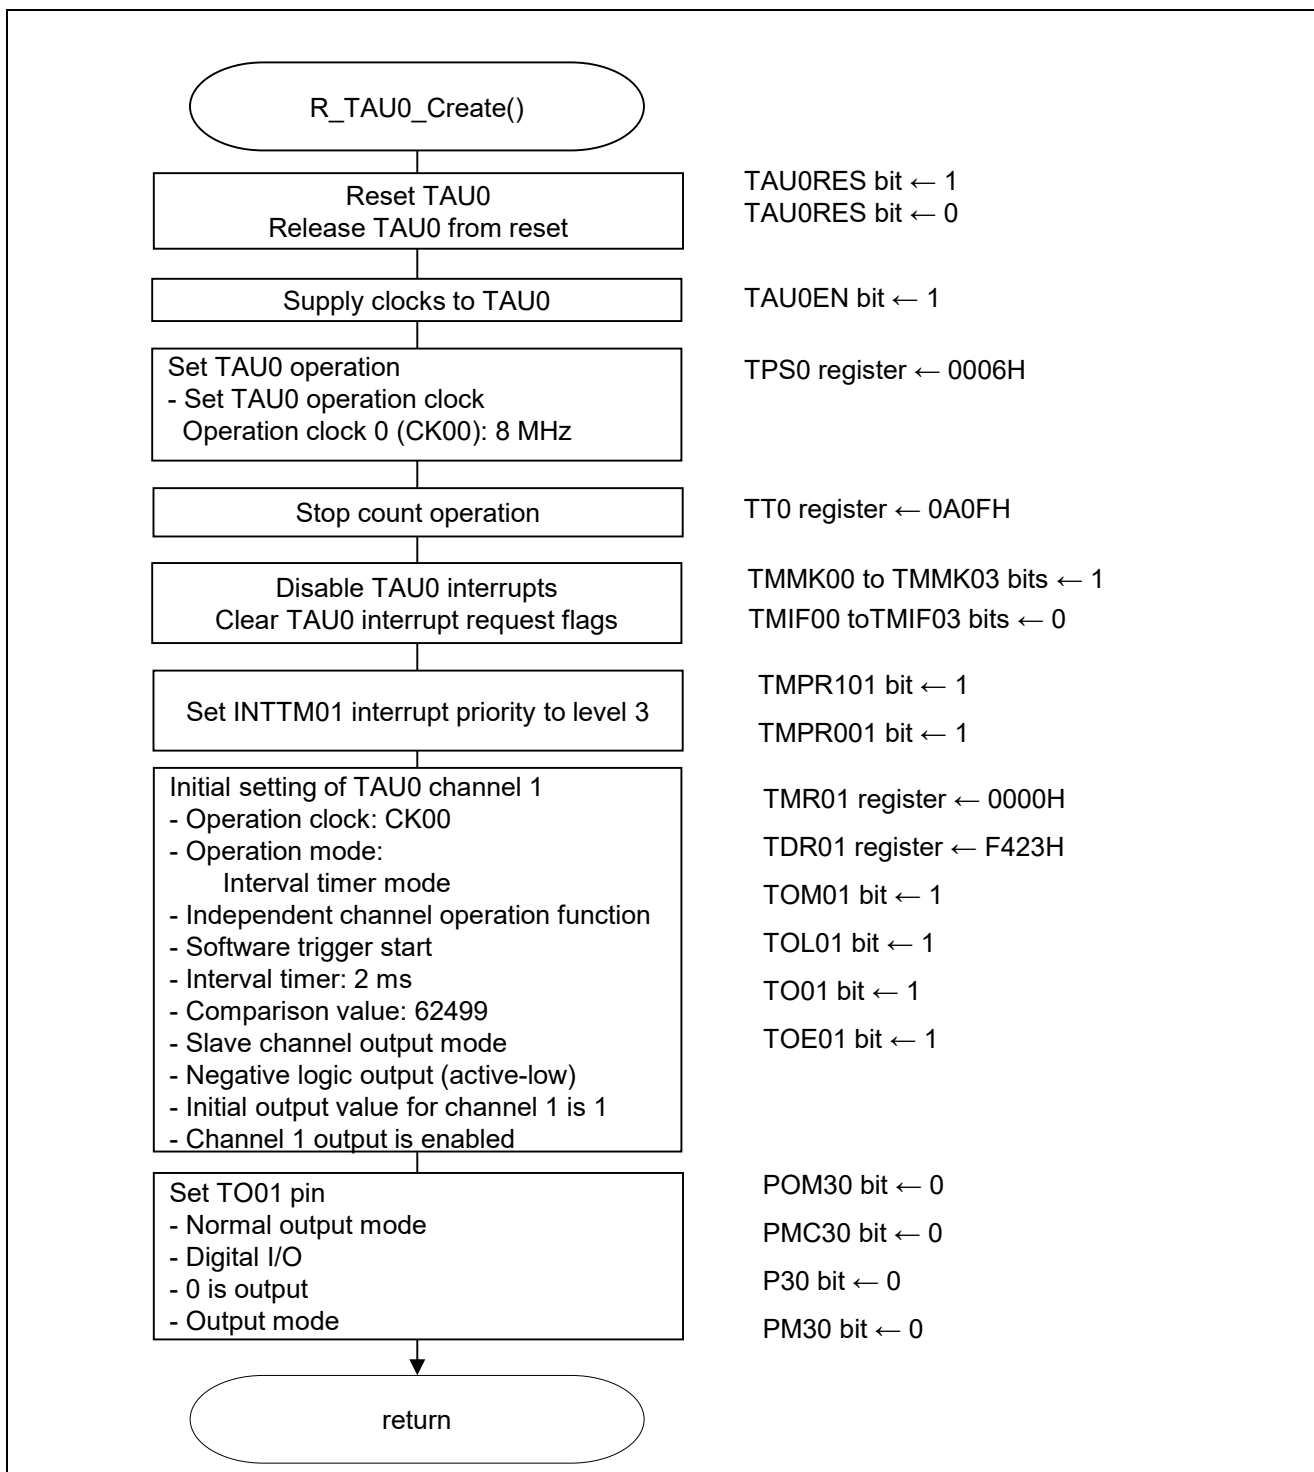 R_TAU0_Create()
Reset TAU0
Release TAU0 from reset
TAU0RES bit ← 1
TAU0RES bit ← 0
Supply clocks to TAU0
TAU0EN bit ← 1
Set TAU0 operation
- Set TAU0 operation clock
Operation clock 0 (CK00): 8 MHz
TPS0 register ← 0006H
Stop count operation
TT0 register ← 0A0FH
Disable TAU0 interrupts
Clear TAU0 interrupt request flags
TMMK00 to TMMK03 bits ← 1
TMIF00 toTMIF03 bits ← 0
Set INTTM01 interrupt priority to level 3
TMPR101 bit ← 1
TMPR001 bit ← 1
Initial setting of TAU0 channel 1
- Operation clock: CK00
- Operation mode:
Interval timer mode
- Independent channel operation function
- Software trigger start
- Interval timer: 2 ms
- Comparison value: 62499
- Slave channel output mode
- Negative logic output (active-low)
- Initial output value for channel 1 is 1
- Channel 1 output is enabled
TMR01 register ← 0000H
TDR01 register ← F423H
TOM01 bit ← 1
TOL01 bit ← 1
TO01 bit ← 1
TOE01 bit ← 1
Set TO01 pin
- Normal output mode
- Digital I/O
- 0 is output
- Output mode
POM30 bit ← 0
PMC30 bit ← 0
P30 bit ← 0
PM30 bit ← 0
return